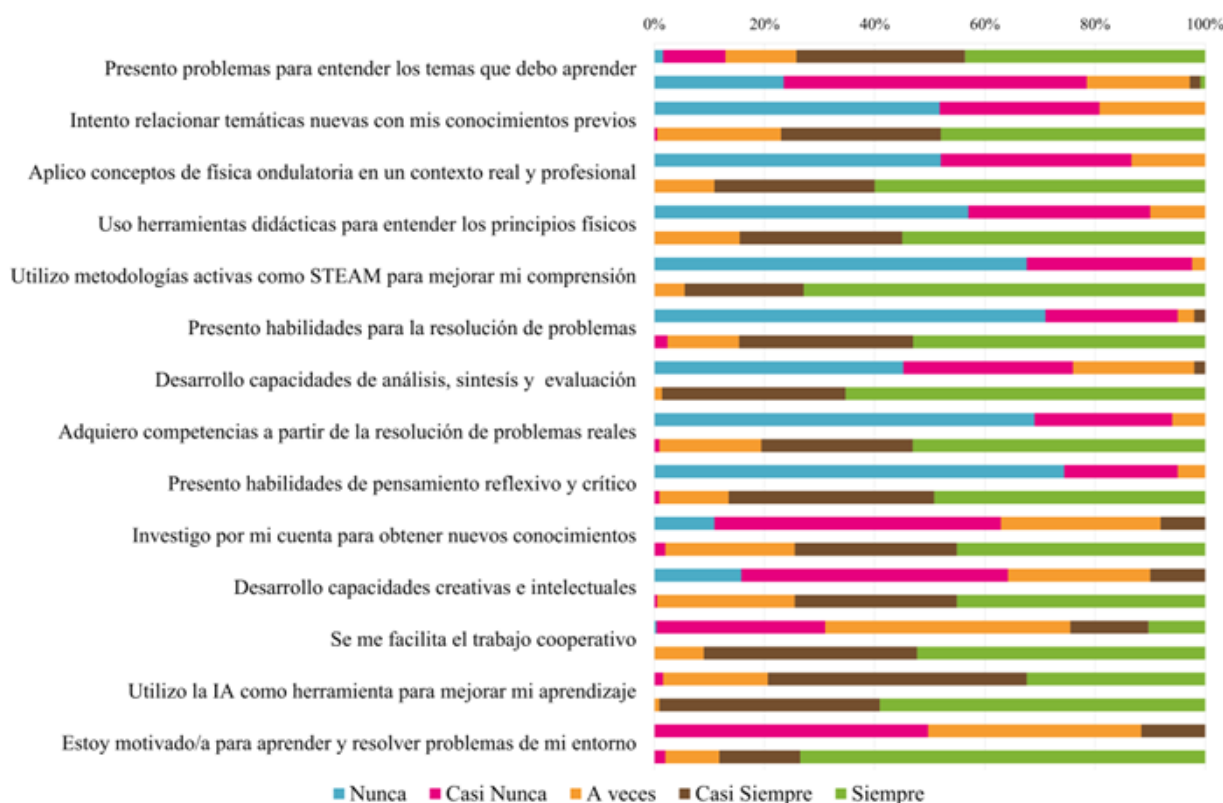 0% 20% 40% 60% 80% 100%
Presento problemas para entender los temas que debo aprender
Intento relacionar temáticas nuevas con mis conocimientos previos
Aplico conceptos de física ondulatoria en un contexto real y profesional
Uso herramientas didácticas para entender los principios físicos
Utilizo metodologías activas como STEAM para mejorar mi comprensión
Presento habilidades para la resolución de problemas
Desarrollo capacidades de análisis, sintesis y evaluación
Adquiero competencias a partir de la resolución de problemas reales
Presento habilidades de pensamiento reflexivo y crítico
Investigo por mi cuenta para obtener nuevos conocimientos
Desarrollo capacidades creativas e intelectuales
Se me facilita el trabajo cooperativo
Utilizo la IA como herramienta para mejorar mi aprendizaje
Estoy motivado/a para aprender y resolver problemas de mi entorno
Nunca Casi Nunca A veces Casi Siempre Siempre